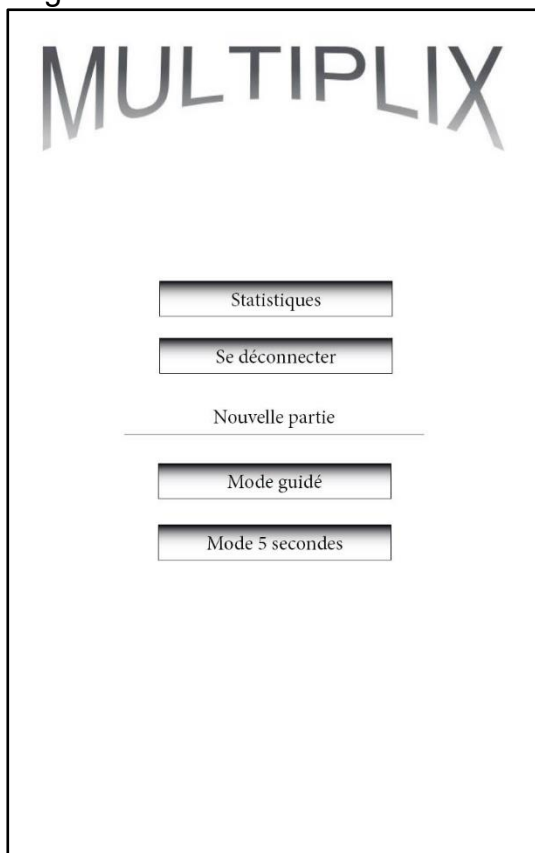 MULTIPLIX
Statistiques
Se déconnecter
Nouvelle partie
Mode guidé
Mode 5 secondes